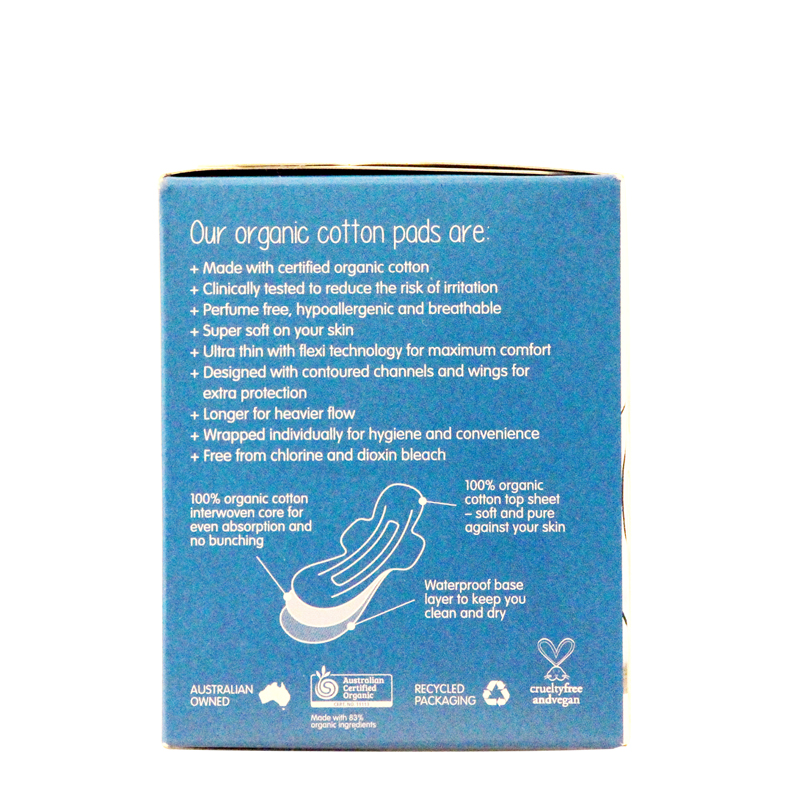 Our organic cotton pads are:
+ Made with certified organic cotton
+ Clinically tested to reduce the risk of irritation
+ Perfume free, hypoallergenic and breathable
+ Super soft on your skin
+ Ultra thin with flexi technology for maximum comfort
+ Designed with contoured channels and wings for
extra protection
+ Longer for heavier flow
+ Wrapped individually for hygiene and convenience
+ Free from chlorine and dioxin bleach
100% organic cotton
interwoven core for
even absorption and
no bunching
100% organic
cotton top sheet
– soft and pure
against your skin
Waterproof base
layer to keep you
clean and dry
AUSTRALIAN
OWNED
Australian
Certified
Organic
Made with 83%
organic ingredients
RECYCLED
PACKAGING
crueltyfree
andvegan